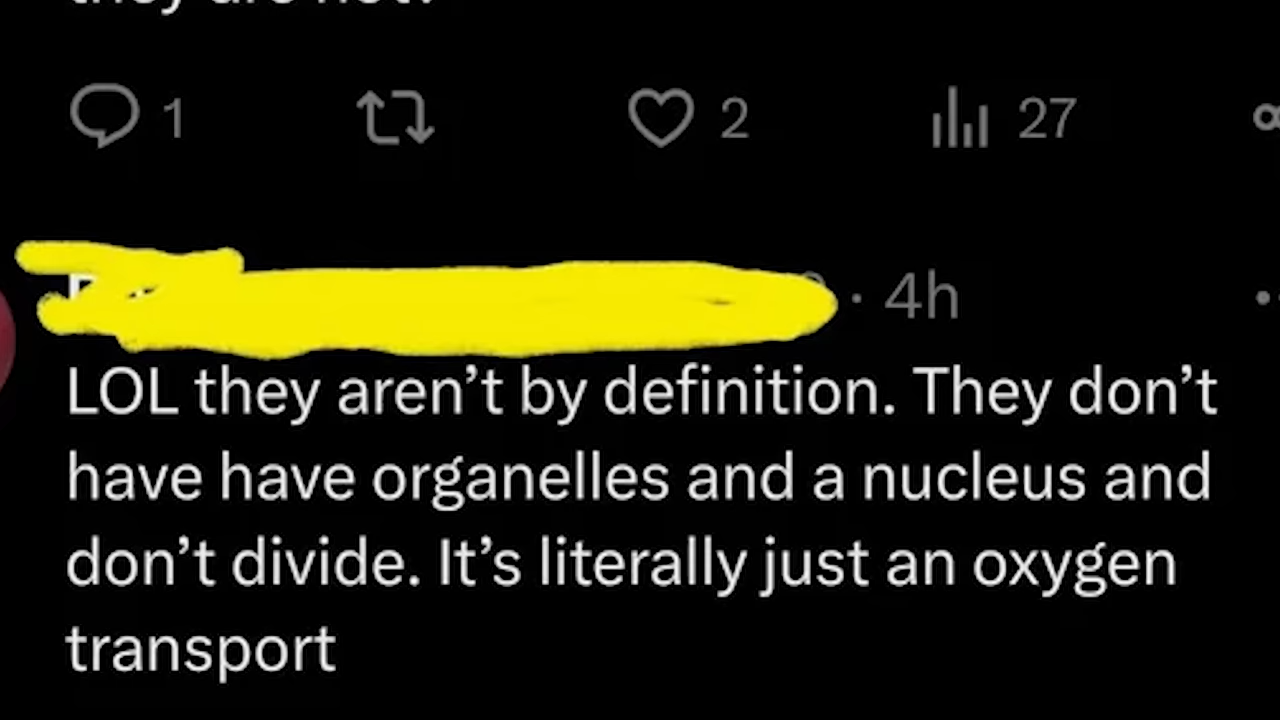 1 2 27
· 4h
LOL they aren’t by definition. They don’t
have have organelles and a nucleus and
don’t divide. It’s literally just an oxygen
transport